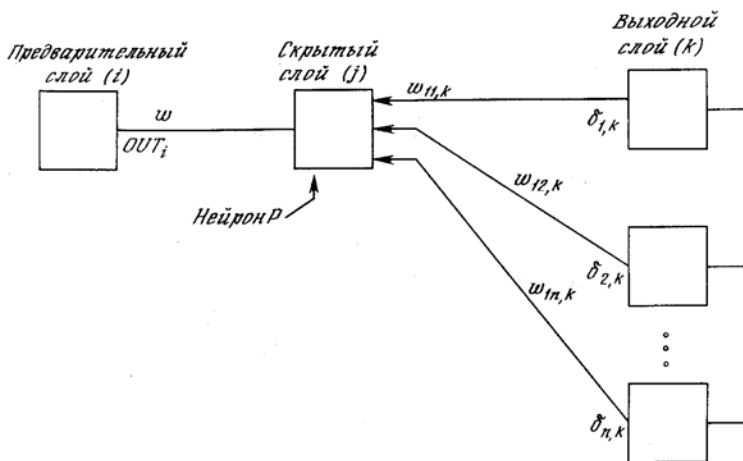 Предварительный
слой (i)
Скрытый
слой (j)
Выходной
слой (k)
w
OUTi
w11,k
δ1,k
w12,k
δ2,k
w1n,k
δn,k
Нейрон P